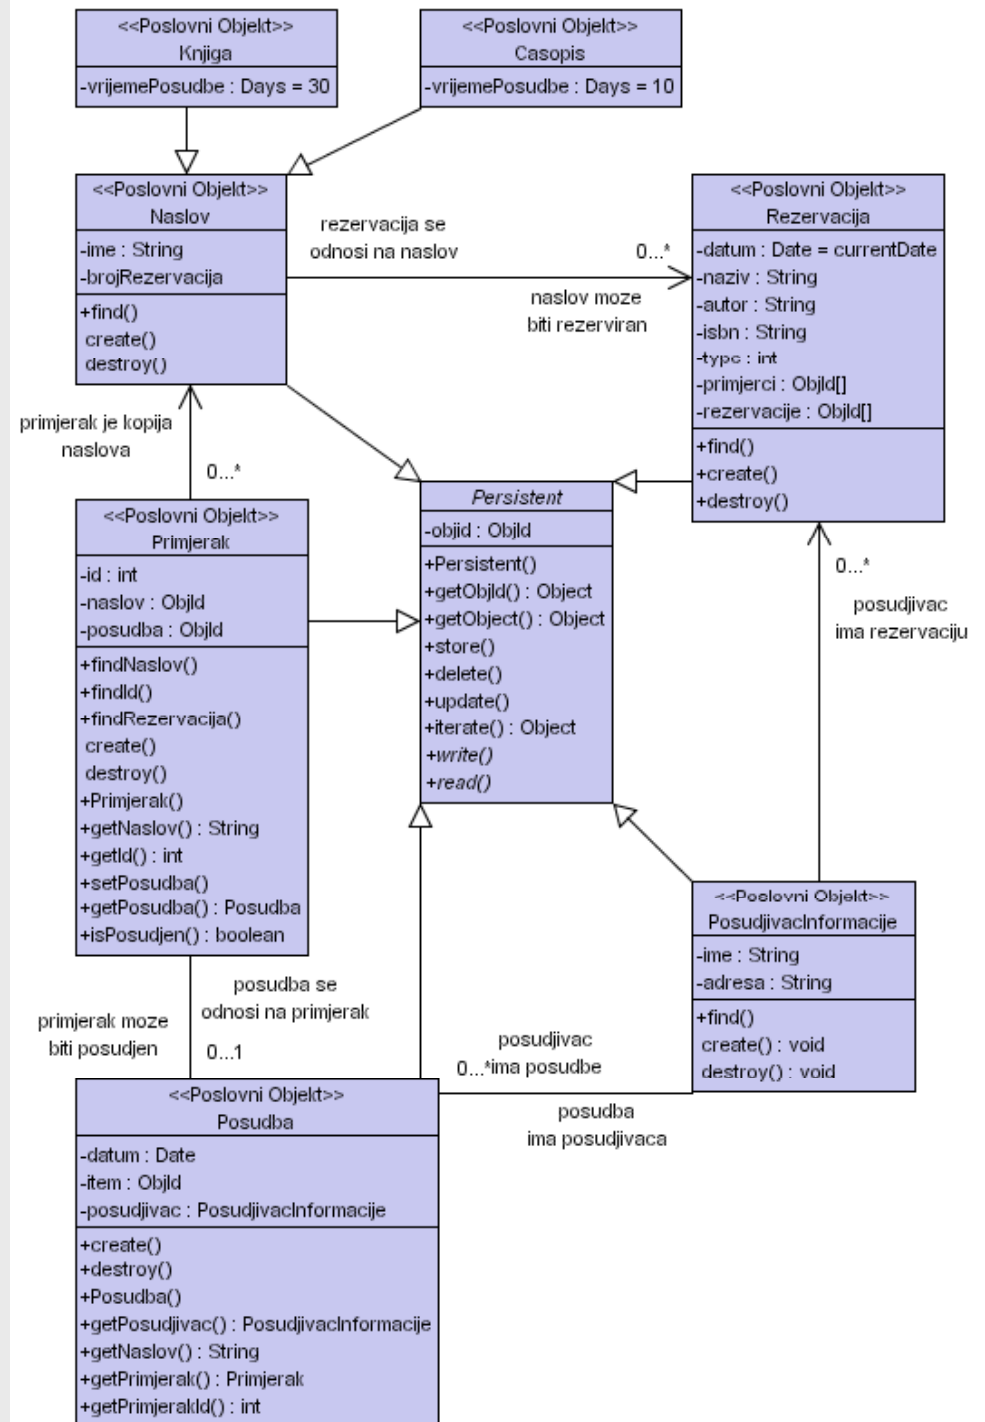 <<Poslovni Objekt>>
Knjiga
-vrijemePosudbe : Days = 30
<<Poslovni Objekt>>
Casopis
-vrijemePosudbe : Days = 10
<<Poslovni Objekt>>
Naslov
-ime : String
-brojRezervacija
+find()
create()
destroy()
rezervacija se
odnosi na naslov
0...*
naslov moze
biti rezerviran
<<Poslovni Objekt>>
Rezervacija
-datum : Date = currentDate
-naziv : String
-autor : String
-isbn : String
-type : int
-primjerci : ObjId[]
-rezervacije : ObjId[]
+find()
+create()
+destroy()
primjerak je kopija
naslova
0...*
<<Poslovni Objekt>>
Primjerak
-id : int
-naslov : ObjId
-posudba : ObjId
+findNaslov()
+findId()
+findRezervacija()
create()
destroy()
+Primjerak()
+getNaslov() : String
+getId() : int
+setPosudba()
+getPosudba() : Posudba
+isPosudjen() : boolean
Persistent
-objid : ObjId
+Persistent()
+getObjId() : Object
+getObject() : Object
+store()
+delete()
+update()
+iterate() : Object
+write()
+read()
0...*
posudjivac
ima rezervaciju
<<Poslovni Objekt>>
PosudjivacInformacije
-ime : String
-adresa : String
+find()
create() : void
destroy() : void
posudba se
odnosi na primjerak
primjerak moze
biti posudjen
0...1
posudjivac
0...*ima posudbe
posudba
ima posudjivaca
<<Poslovni Objekt>>
Posudba
-datum : Date
-item : ObjId
-posudjivac : PosudjivacInformacije
+create()
+destroy()
+Posudba()
+getPosudjivac() : PosudjivacInformacije
+getNaslov() : String
+getPrimjerak() : Primjerak
+getPrimjerakId() : int